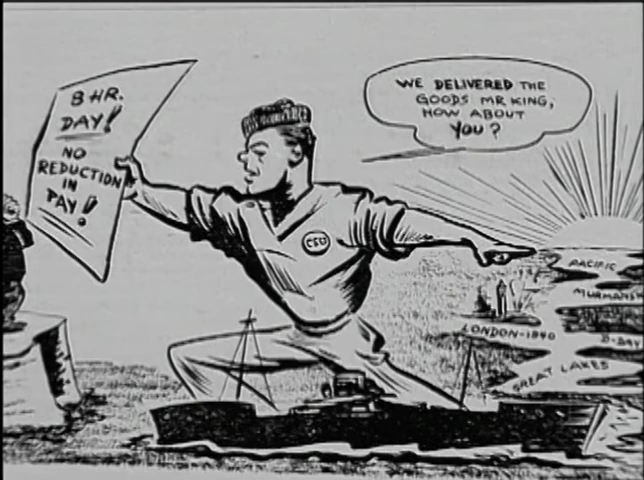 8 HR.
DAY!
NO
REDUCTION
IN
PAY!
WE DELIVERED THE
GOODS MR KING,
HOW ABOUT
YOU?
CSU
PACIFIC
MURMANSK
LONDON-1940
D-DAY
GREAT LAKES